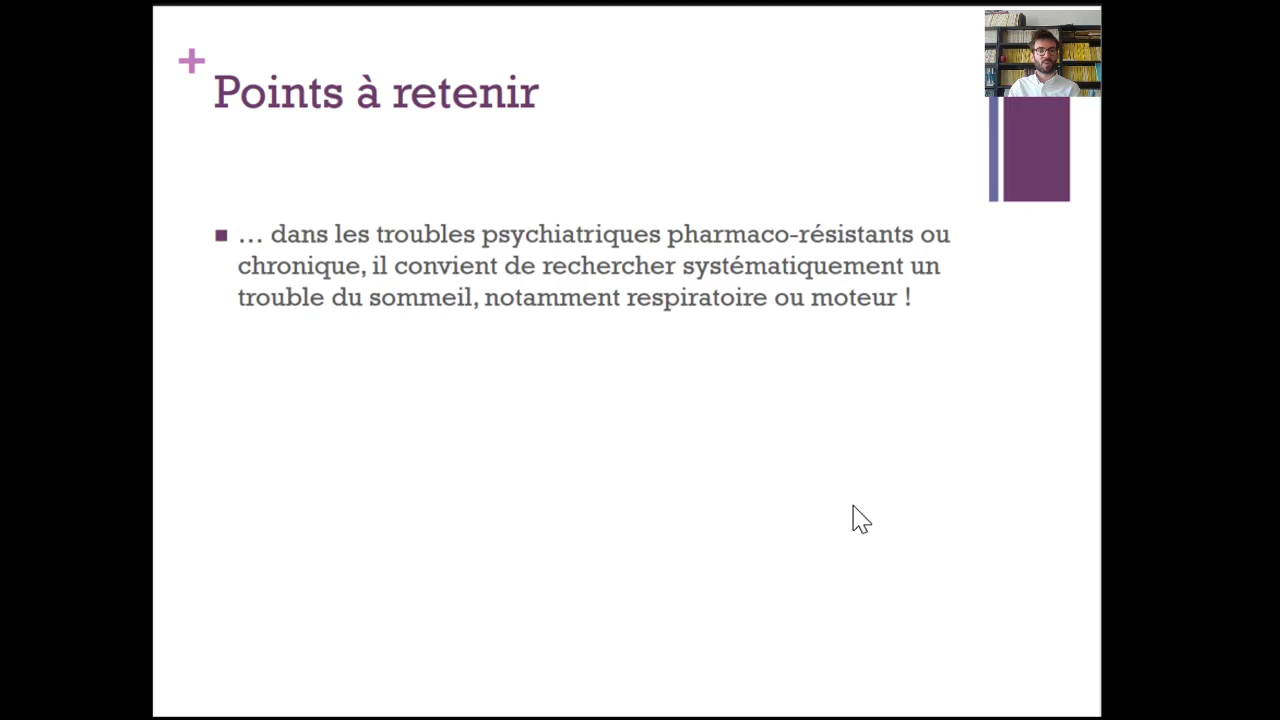 +
Points à retenir
… dans les troubles psychiatriques pharmaco-résistants ou
chronique, il convient de rechercher systématiquement un
trouble du sommeil, notamment respiratoire ou moteur !